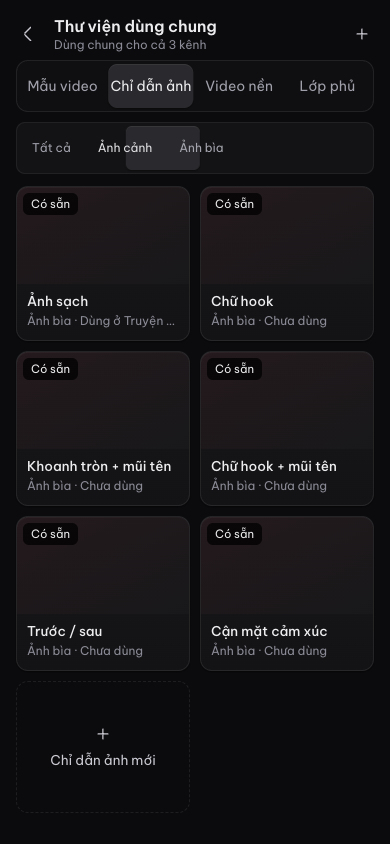 Thư viện dùng chung
Dùng chung cho cả 3 kênh
Mẫu video Chỉ dẫn ảnh Video nền Lớp phủ
Tất cả Ảnh cảnh Ảnh bìa
Có sẵn Có sẵn
Ảnh sạch Chữ hook
Ảnh bìa · Dùng ở Truyện ... Ảnh bìa · Chưa dùng
Có sẵn Có sẵn
Khoanh tròn + mũi tên Chữ hook + mũi tên
Ảnh bìa · Chưa dùng Ảnh bìa · Chưa dùng
Có sẵn Có sẵn
Trước / sau Cận mặt cảm xúc
Ảnh bìa · Chưa dùng Ảnh bìa · Chưa dùng
+
Chỉ dẫn ảnh mới